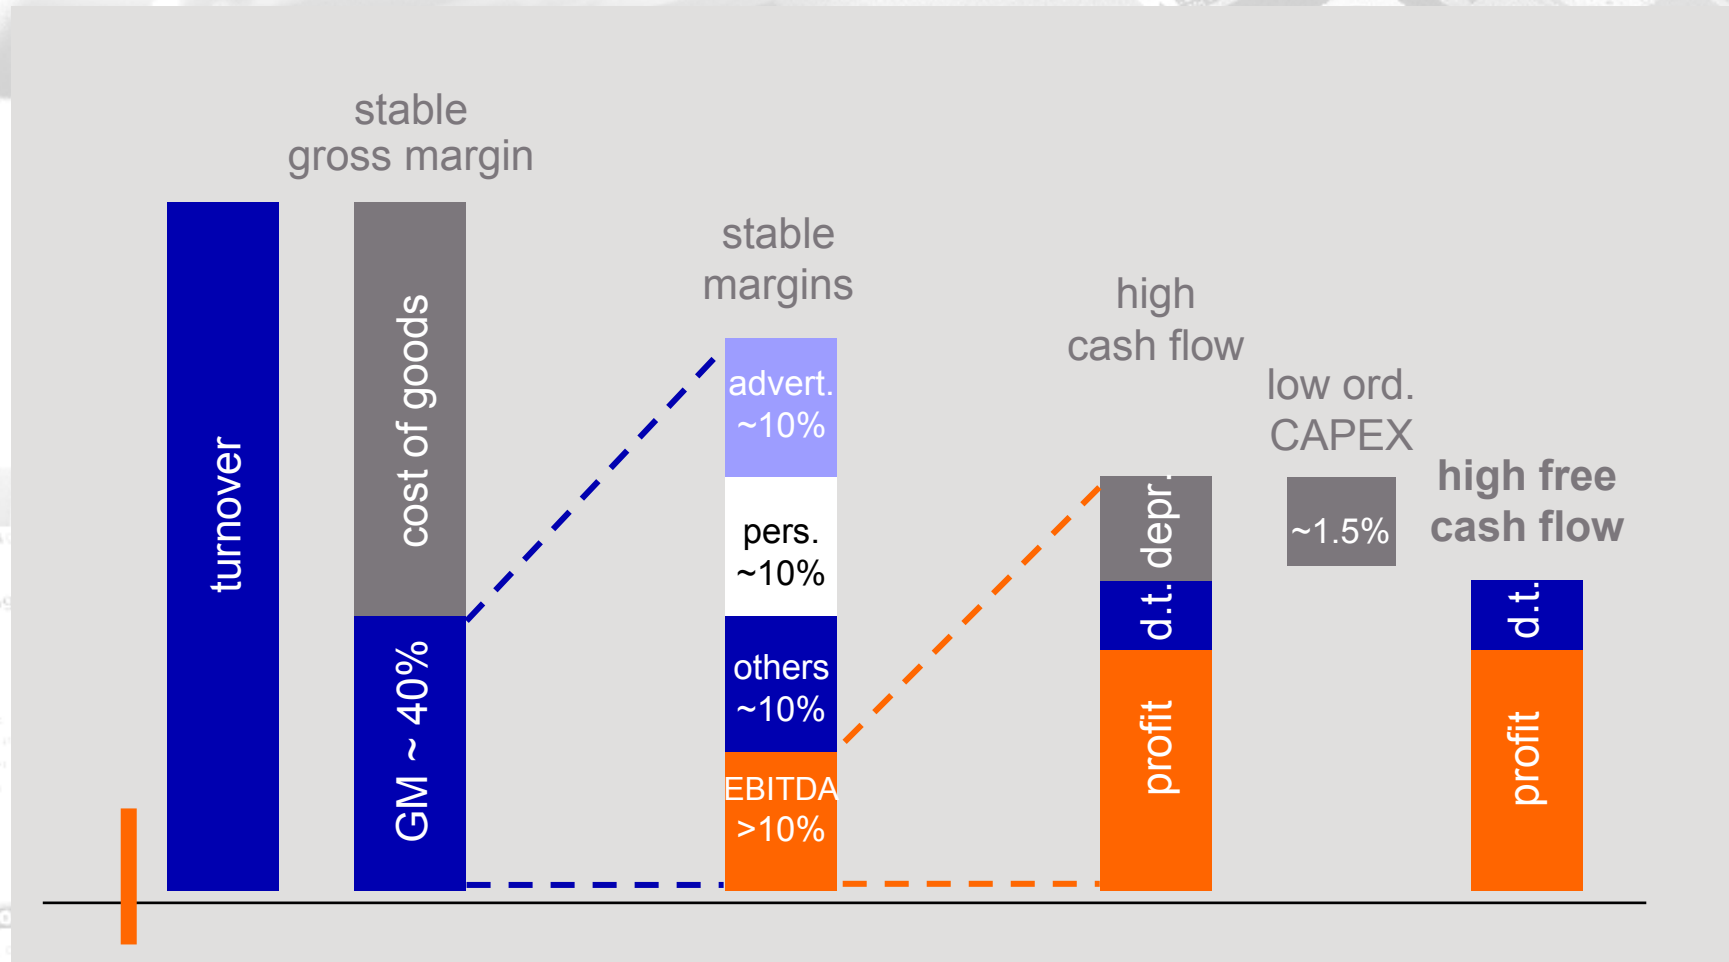 stable
gross margin
turnover
cost of goods
GM ~ 40%
stable
margins
advert.
~10%
pers.
~10%
others
~10%
EBITDA
>10%
high
cash flow
depr.
d.t.
profit
low ord.
CAPEX
~1.5%
high free
cash flow
d.t.
profit